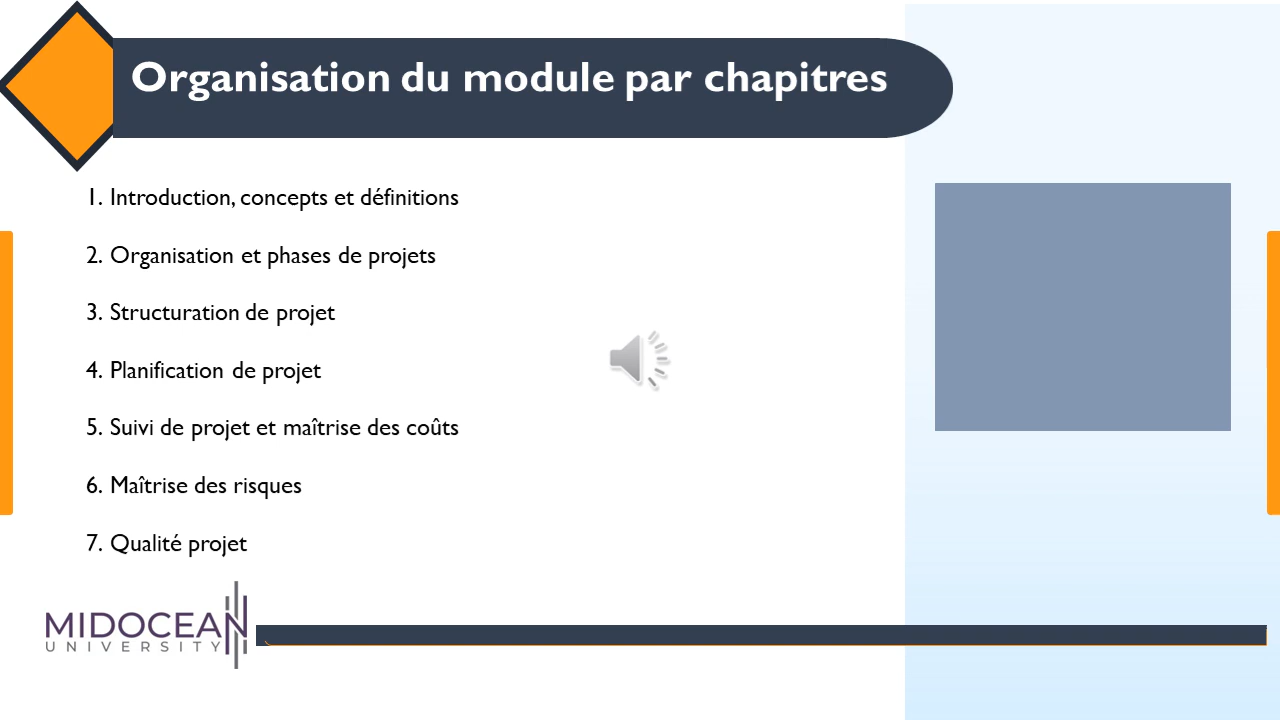 Organisation du module par chapitres
1. Introduction, concepts et définitions
2. Organisation et phases de projets
3. Structuration de projet
4. Planification de projet
5. Suivi de projet et maîtrise des coûts
6. Maîtrise des risques
7. Qualité projet
MIDOCEAN
UNIVERSITY